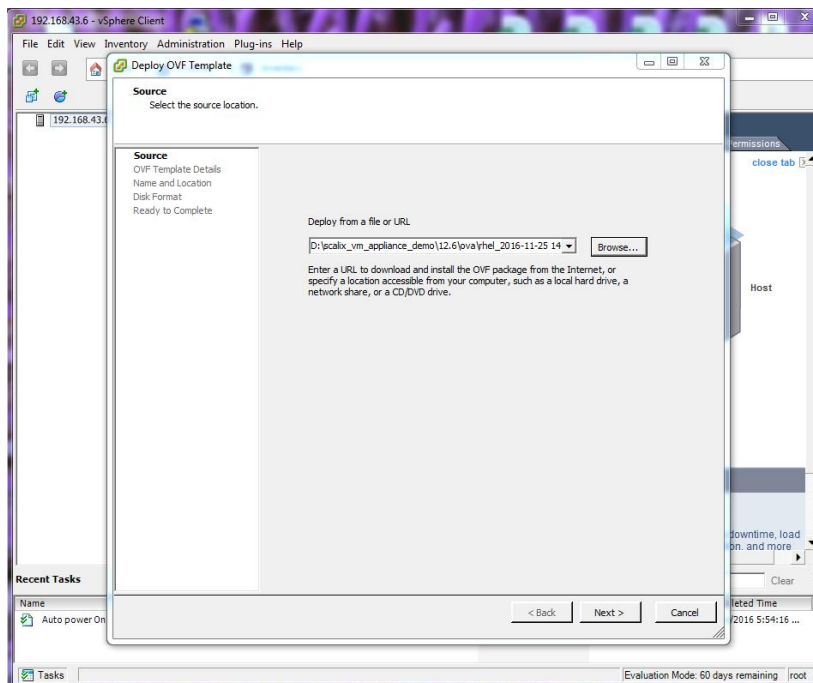 192.168.43.6 - vSphere Client
File Edit View Inventory Administration Plug-ins Help
Deploy OVF Template
Source
Select the source location.
192.168.43.6
Source
OVF Template Details
Name and Location
Disk Format
Ready to Complete
Deploy from a file or URL
D:\scalix_vm_appliance_demo\12.6\ova\rhel_2016-11-25 14
Browse...
Enter a URL to download and install the OVF package from the Internet, or
specify a location accessible from your computer, such as a local hard drive, a
network share, or a CD/DVD drive.
ermissions
close tab
Host
downtime, load
on. and more
Recent Tasks
Clear
Name
leted Time
Auto power On
/2016 5:54:16 ...
< Back
Next >
Cancel
Tasks
Evaluation Mode: 60 days remaining
root